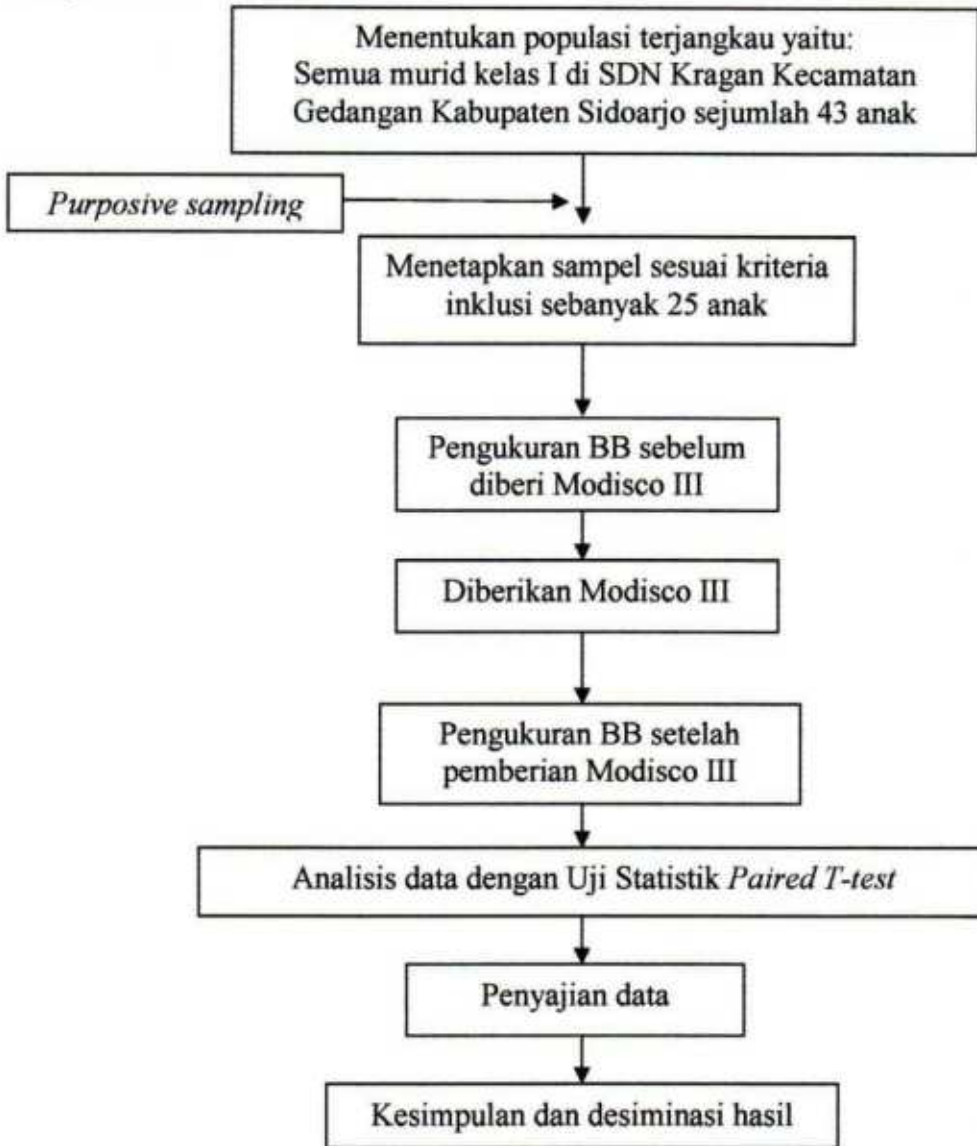 Menentukan populasi terjangkau yaitu:
Semua murid kelas I di SDN Kragan Kecamatan
Gedangan Kabupaten Sidoarjo sejumlah 43 anak
Purposive sampling
Menetapkan sampel sesuai kriteria
inklusi sebanyak 25 anak
Pengukuran BB sebelum
diberi Modisco III
Diberikan Modisco III
Pengukuran BB setelah
pemberian Modisco III
Analisis data dengan Uji Statistik Paired T-test
Penyajian data
Kesimpulan dan desiminasi hasil